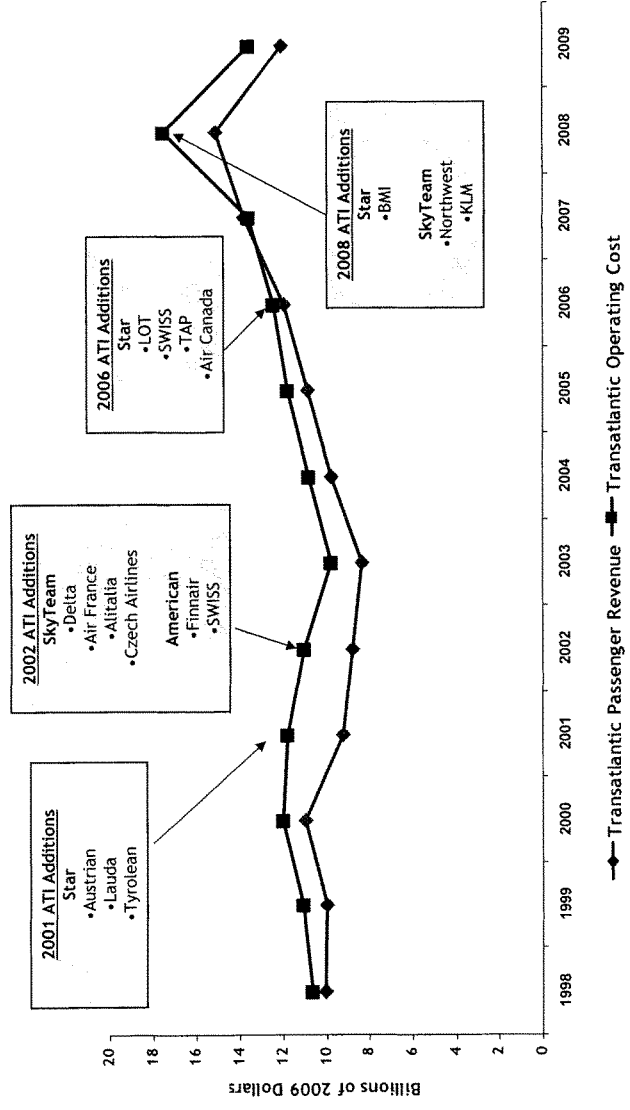 Billions of 2009 Dollars
20
18
16
14
12
10
8
6
4
2
0
2001 ATI Additions
Star
•Austrian
•Lauda
•Tyrolean
2002 ATI Additions
SkyTeam
•Delta
•Air France
•Alitalia
•Czech Airlines
American
•Finnair
•SWISS
2006 ATI Additions
Star
•LOT
•SWISS
•TAP
•Air Canada
2008 ATI Additions
Star
•BMI
SkyTeam
•Northwest
•KLM
1998 1999 2000 2001 2002 2003 2004 2005 2006 2007 2008 2009
Transatlantic Passenger Revenue Transatlantic Operating Cost